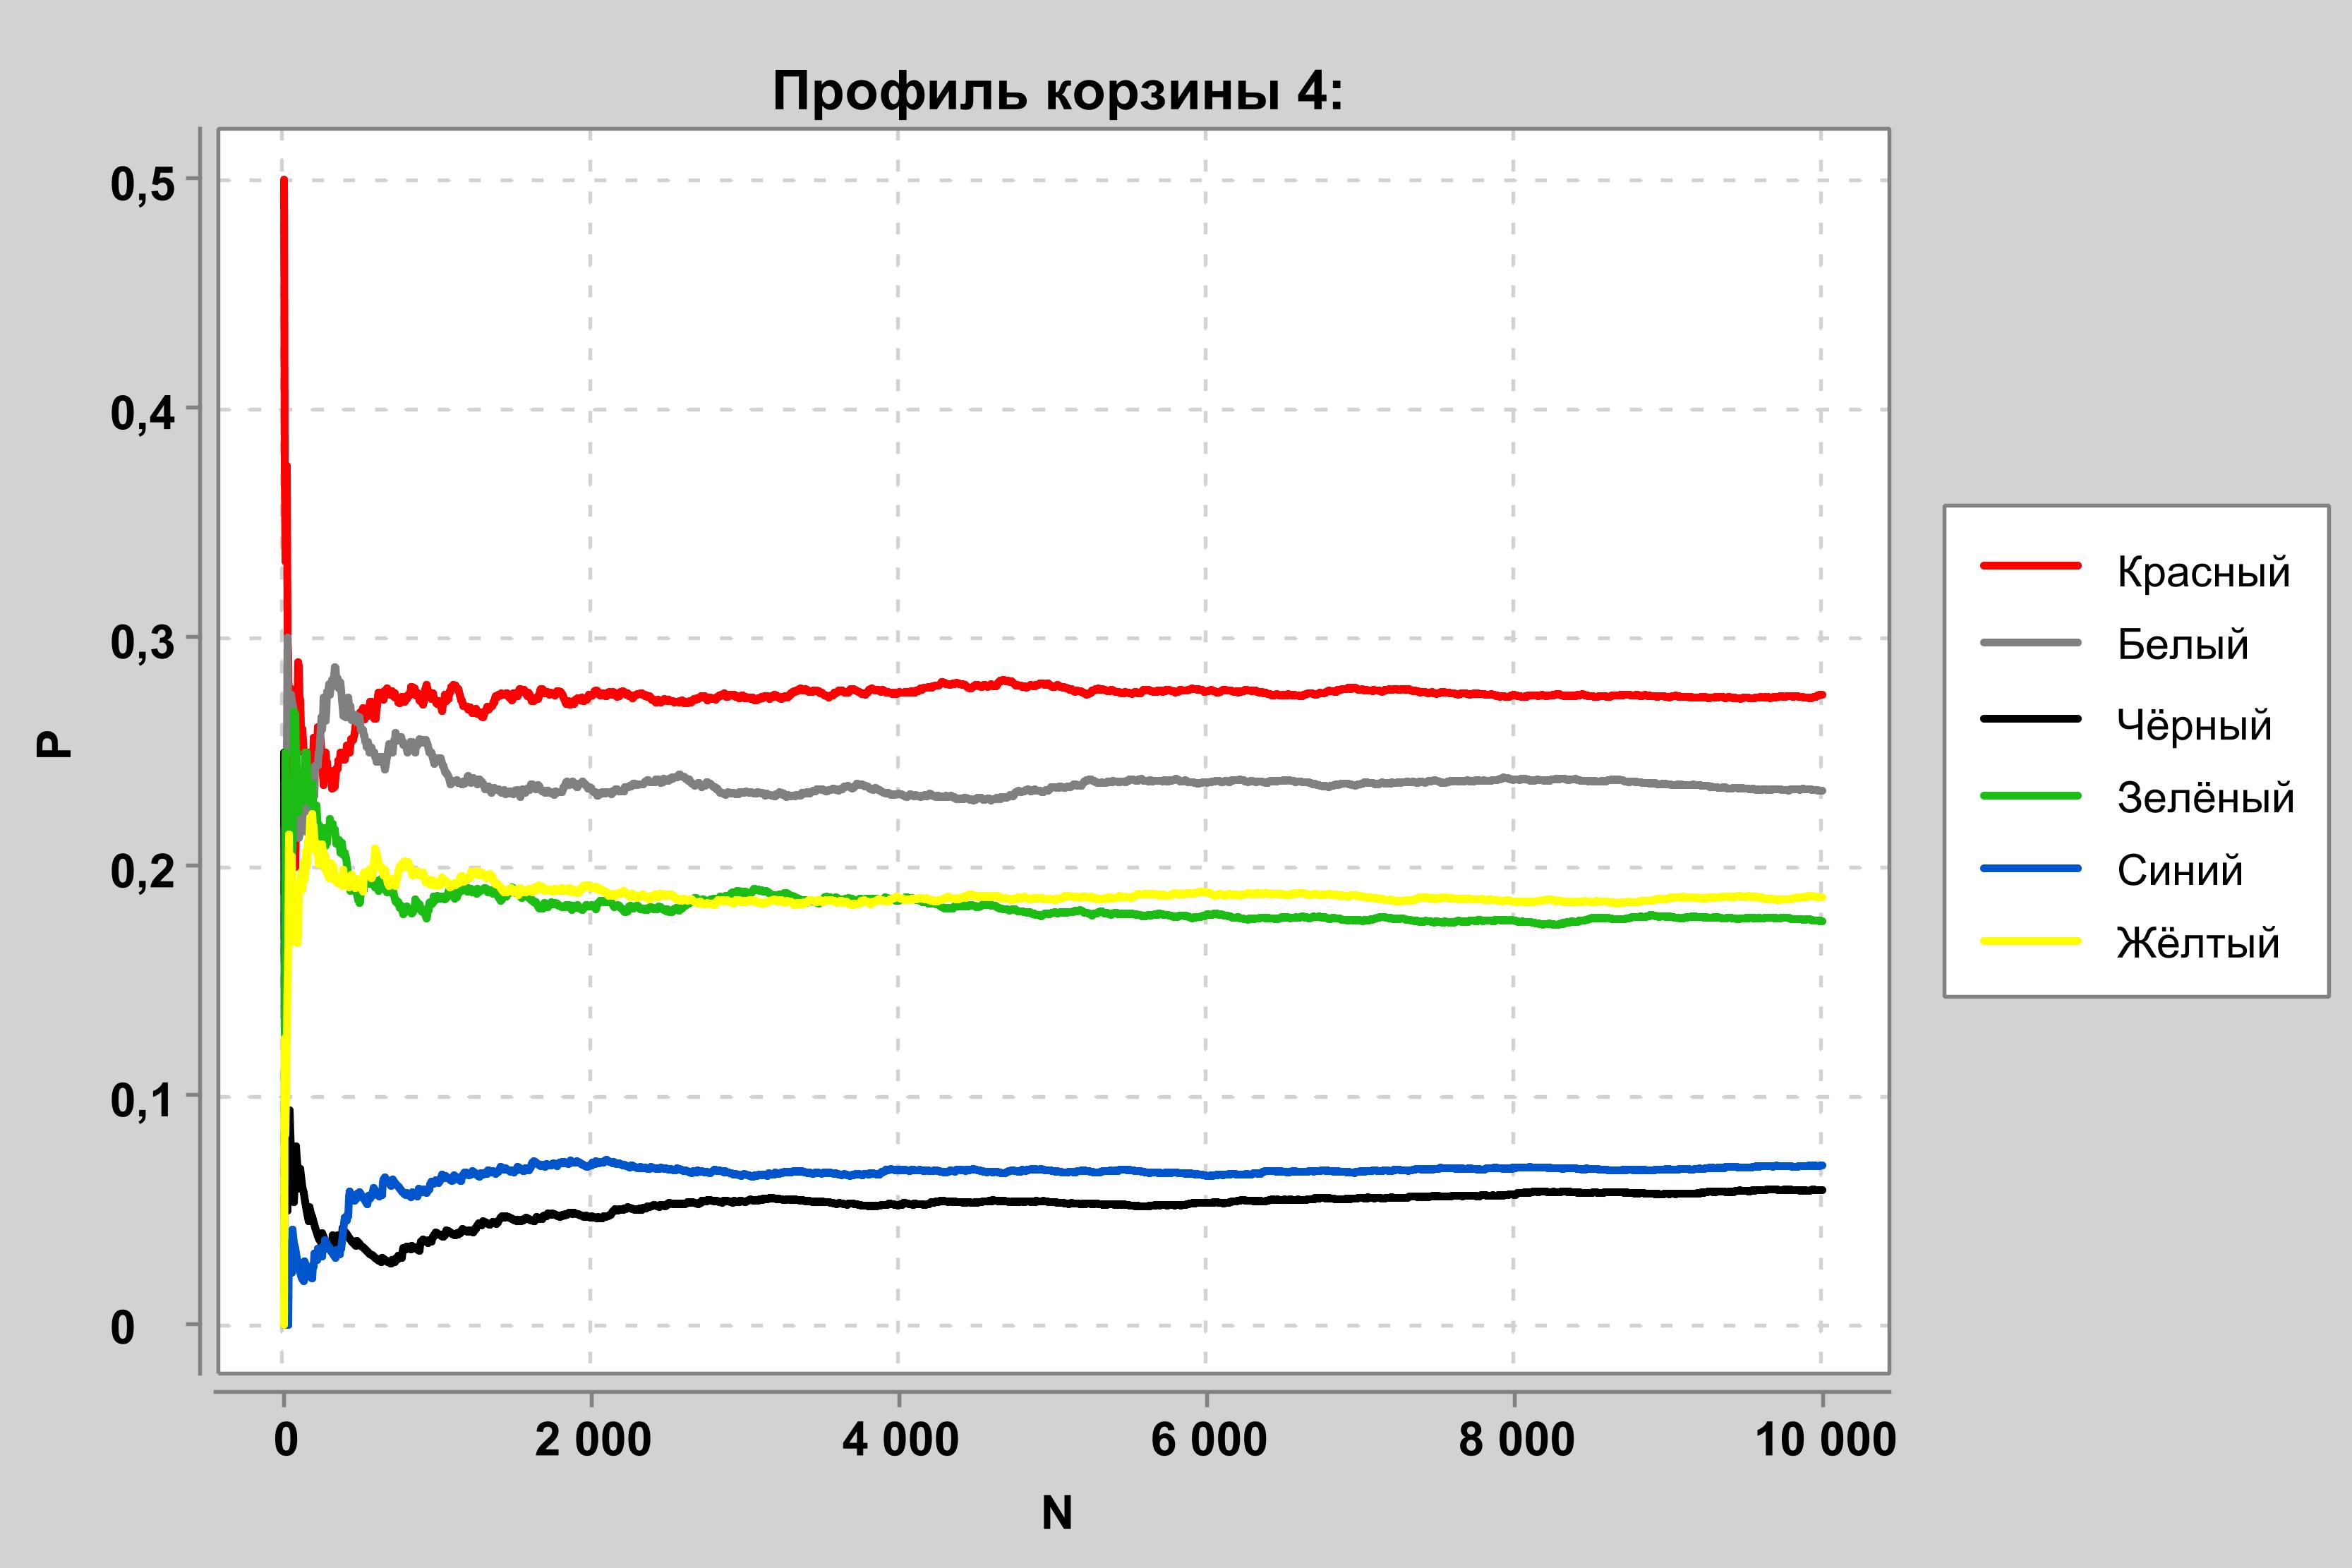 Профиль корзины 4:
0,5
0,4
0,3
0,2
0,1
0
P
0 2 000 4 000 6 000 8 000 10 000
N
Красный
Белый
Чёрный
Зелёный
Синий
Жёлтый